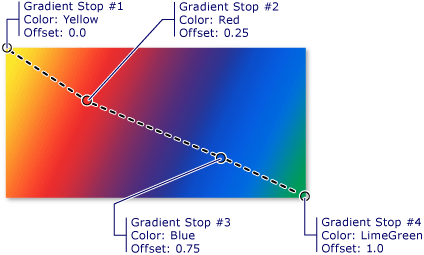 Gradient Stop #1
Color: Yellow
Offset: 0.0
Gradient Stop #2
Color: Red
Offset: 0.25
Gradient Stop #3
Color: Blue
Offset: 0.75
Gradient Stop #4
Color: LimeGreen
Offset: 1.0